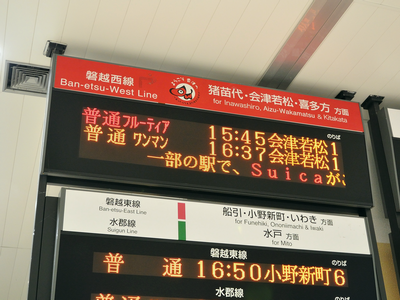 磐越西線
Ban-etsu-West Line
猪苗代・会津若松・喜多方 方面
for Inawashiro, Aizu-Wakamatsu & Kitakata
のりば
普通 フルーティア 15:45 会津若松 1
普通 ワンマン 16:37 会津若松 1
一部の駅で、Suicaが、
磐越東線
Ban-etsu-East Line
水郡線
Suigun Line
船引・小野新町・いわき 方面
for Funehiki, Ononiimachi & Iwaki
水戸 方面
for Mito
磐越東線
のりば
普通 16:50 小野新町 6
水郡線
のりば